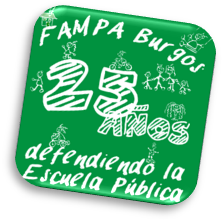 FAMPA Burgos
25
AÑOS
defendiendo la
Escuela Pública